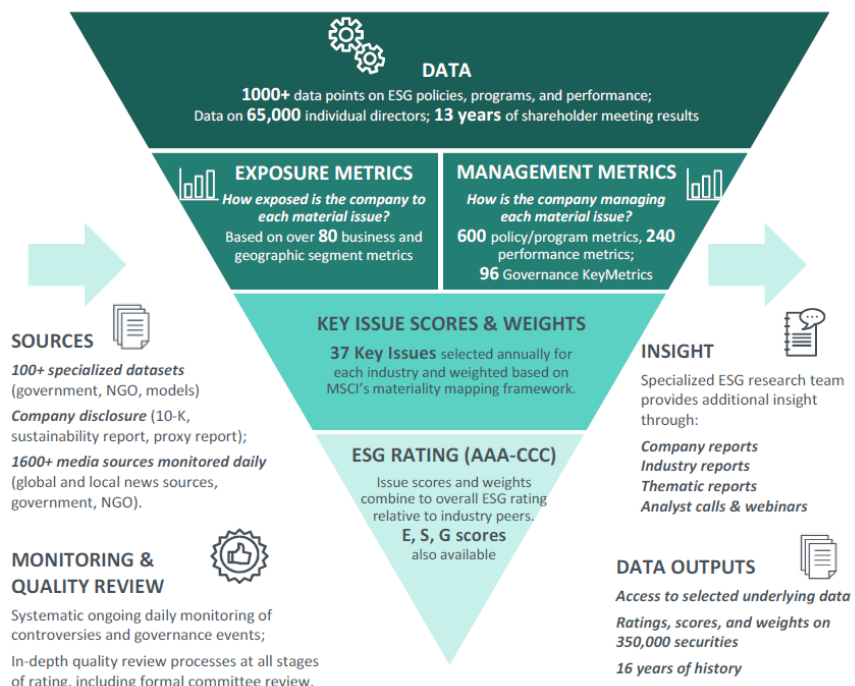 DATA
1000+ data points on ESG policies, programs, and performance;
Data on 65,000 individual directors; 13 years of shareholder meeting results
EXPOSURE METRICS
How exposed is the company to
each material issue?
Based on over 80 business and
geographic segment metrics
MANAGEMENT METRICS
How is the company managing
each material issue?
600 policy/program metrics, 240
performance metrics;
96 Governance KeyMetrics
KEY ISSUE SCORES & WEIGHTS
37 Key Issues selected annually for
each industry and weighted based on
MSCI's materiality mapping framework.
ESG RATING (AAA-CCC)
Issue scores and weights
combine to overall ESG rating
relative to industry peers.
E, S, G scores
also available
SOURCES
100+ specialized datasets
(government, NGO, models)
Company disclosure (10-K,
sustainability report, proxy report);
1600+ media sources monitored daily
(global and local news sources,
government, NGO).
MONITORING &
QUALITY REVIEW
Systematic ongoing daily monitoring of
controversies and governance events;
In-depth quality review processes at all stages
of rating, including formal committee review.
INSIGHT
Specialized ESG research team
provides additional insight
through:
Company reports
Industry reports
Thematic reports
Analyst calls & webinars
DATA OUTPUTS
Access to selected underlying data
Ratings, scores, and weights on
350,000 securities
16 years of history